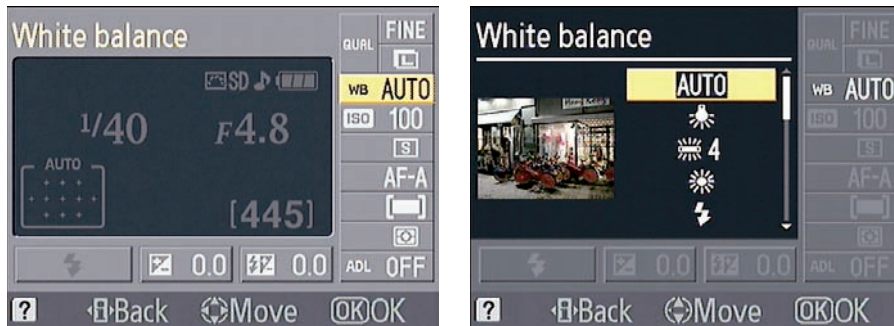 White balance
QUAL FINE
L
SD
WB AUTO
ISO 100
1/40 F4.8
S
AUTO
AF-A
[445]
0.0 0.0 ADL OFF
? Back Move OK OK
White balance
QUAL FINE
L
AUTO
WB AUTO
ISO 100
4
S
AF-A
0.0 0.0 ADL OFF
? Back Move OK OK